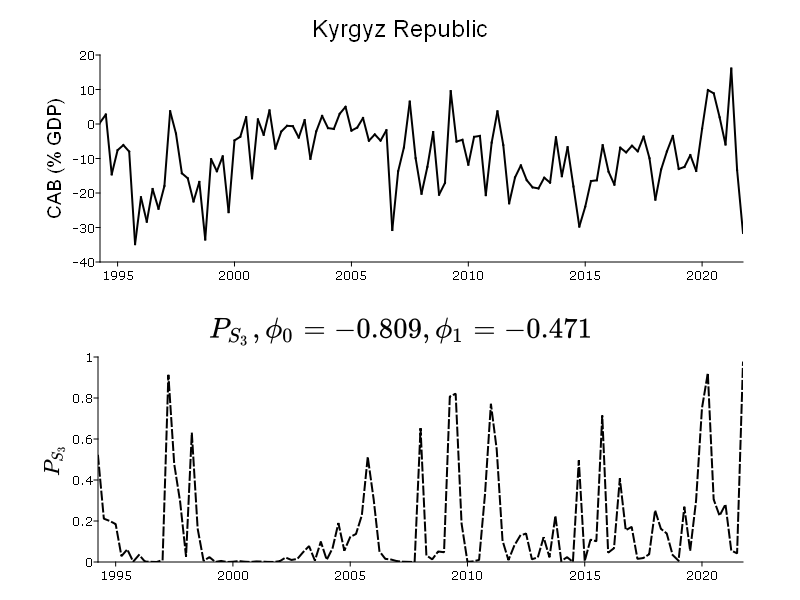 Kyrgyz Republic
CAB (% GDP)
20
10
0
−10
−20
−30
−40
1995 2000 2005 2010 2015 2020
P_{S_3}, ϕ_0 = −0.809, ϕ_1 = −0.471
P_{S_3}
1
0.8
0.6
0.4
0.2
0
1995 2000 2005 2010 2015 2020